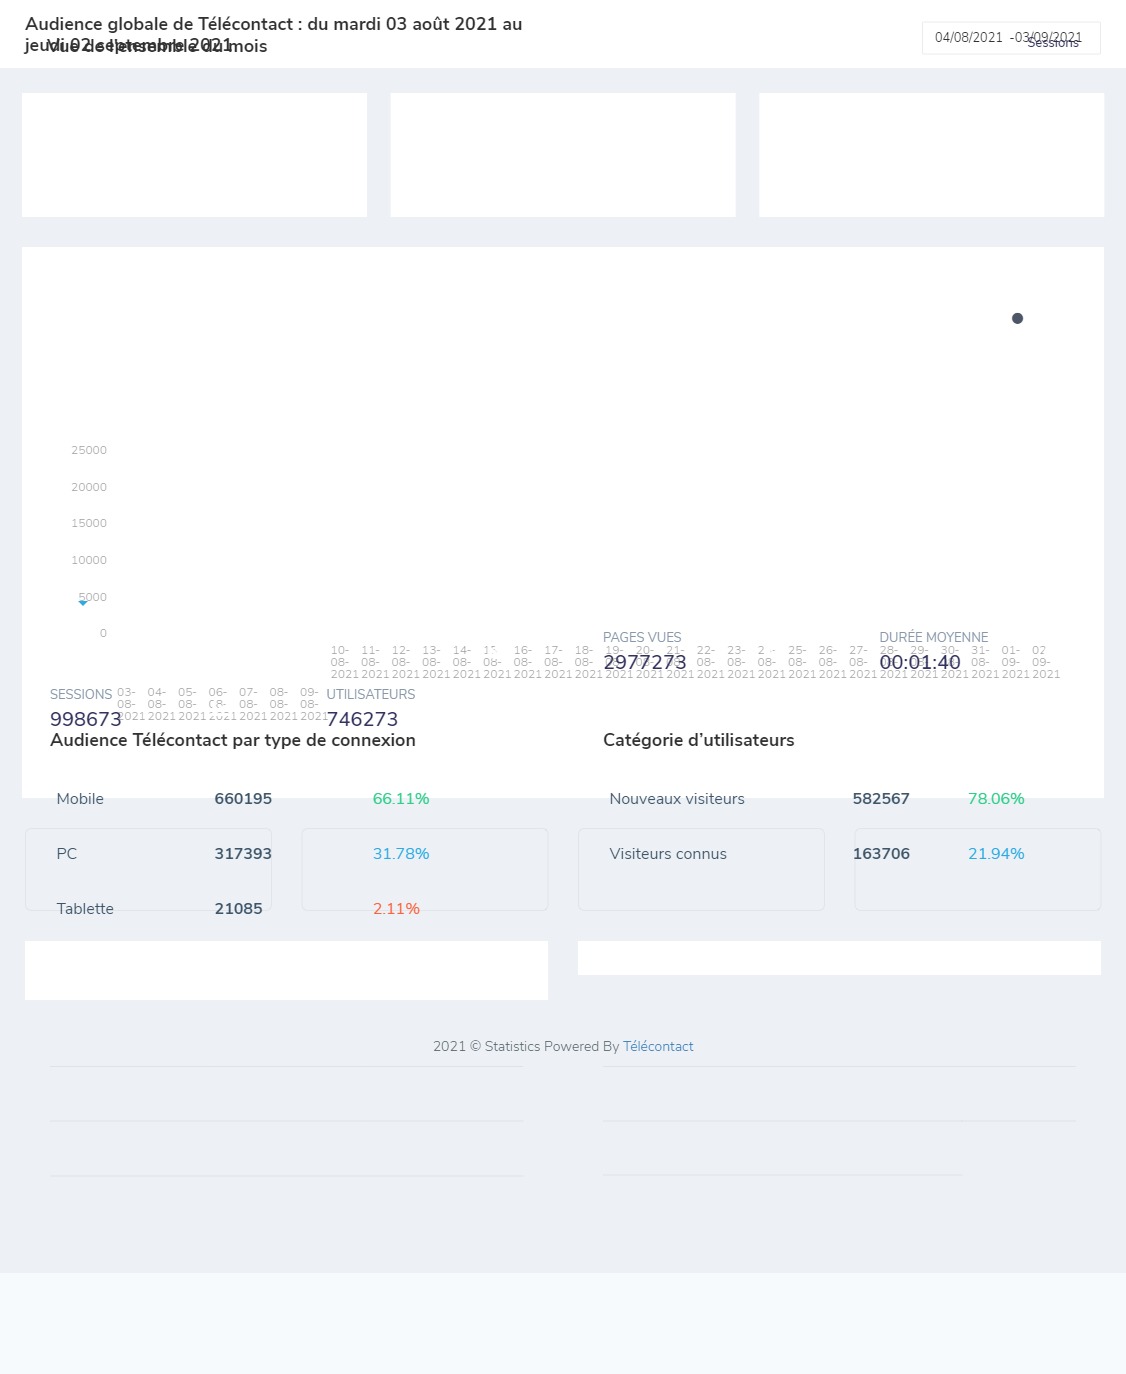 Audience globale de Télécontact : du mardi 03 août 2021 au
jeudi 02 septembre 2021
Vue de l'ensemble du mois
04/08/2021 -03/09/2021
Sessions
25000
20000
15000
10000
5000
0
PAGES VUES
2977273
DURÉE MOYENNE
00:01:40
10-08-2021 11-08-2021 12-08-2021 13-08-2021 14-08-2021 16-08-2021 17-08-2021 18-08-2021 19-08-2021 20-08-2021 21-08-2021 22-08-2021 23-08-2021 25-08-2021 26-08-2021 27-08-2021 28-08-2021 29-08-2021 30-08-2021 31-08-2021 01-09-2021 02-09-2021
SESSIONS
998673
03-08-2021 04-08-2021 05-08-2021 06-08-2021 07-08-2021 08-08-2021 09-08-2021
UTILISATEURS
746273
Audience Télécontact par type de connexion
Mobile 660195 66.11%
PC 317393 31.78%
Tablette 21085 2.11%
Catégorie d’utilisateurs
Nouveaux visiteurs 582567 78.06%
Visiteurs connus 163706 21.94%
2021 © Statistics Powered By Télécontact